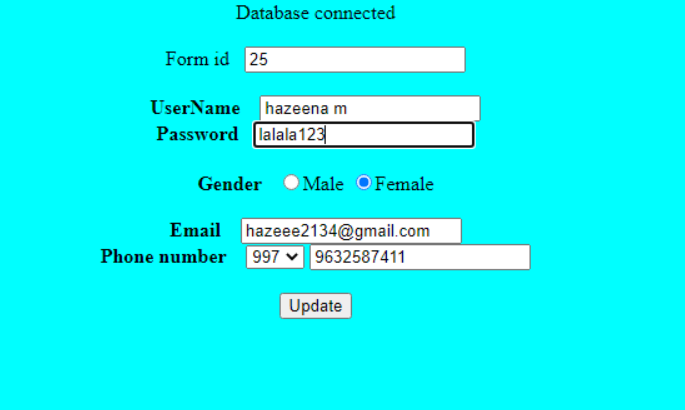 Database connected
Form id 25
UserName hazeena m
Password lalala123
Gender Male Female
Email hazeee2134@gmail.com
Phone number 997 9632587411
Update